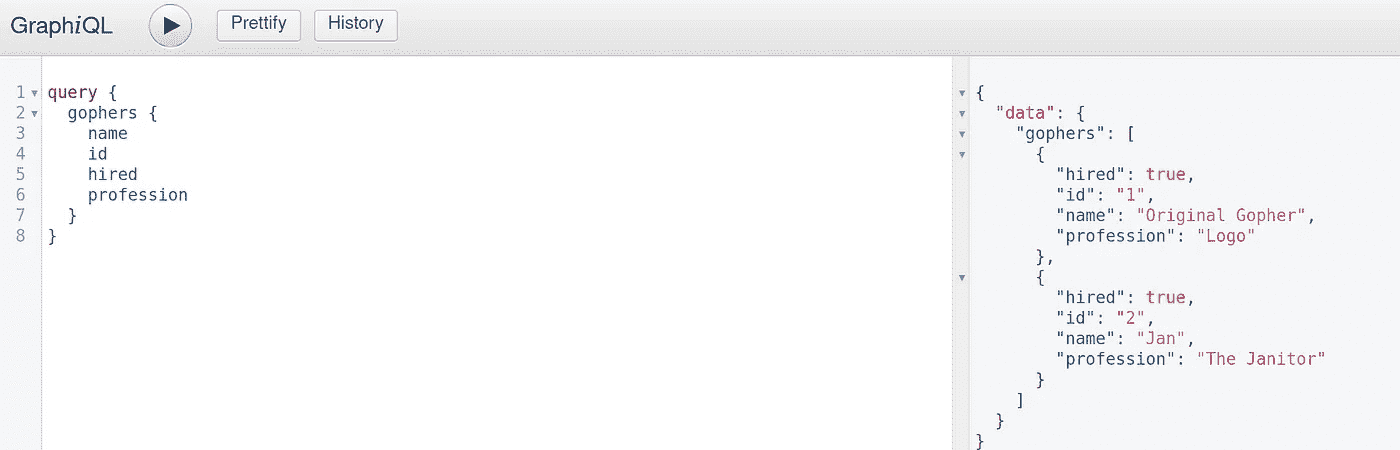 GraphiQL Prettify History
1 query {
2 gophers {
3 name
4 id
5 hired
6 profession
7 }
8 }
{
"data": {
"gophers": [
{
"hired": true,
"id": "1",
"name": "Original Gopher",
"profession": "Logo"
},
{
"hired": true,
"id": "2",
"name": "Jan",
"profession": "The Janitor"
}
]
}
}